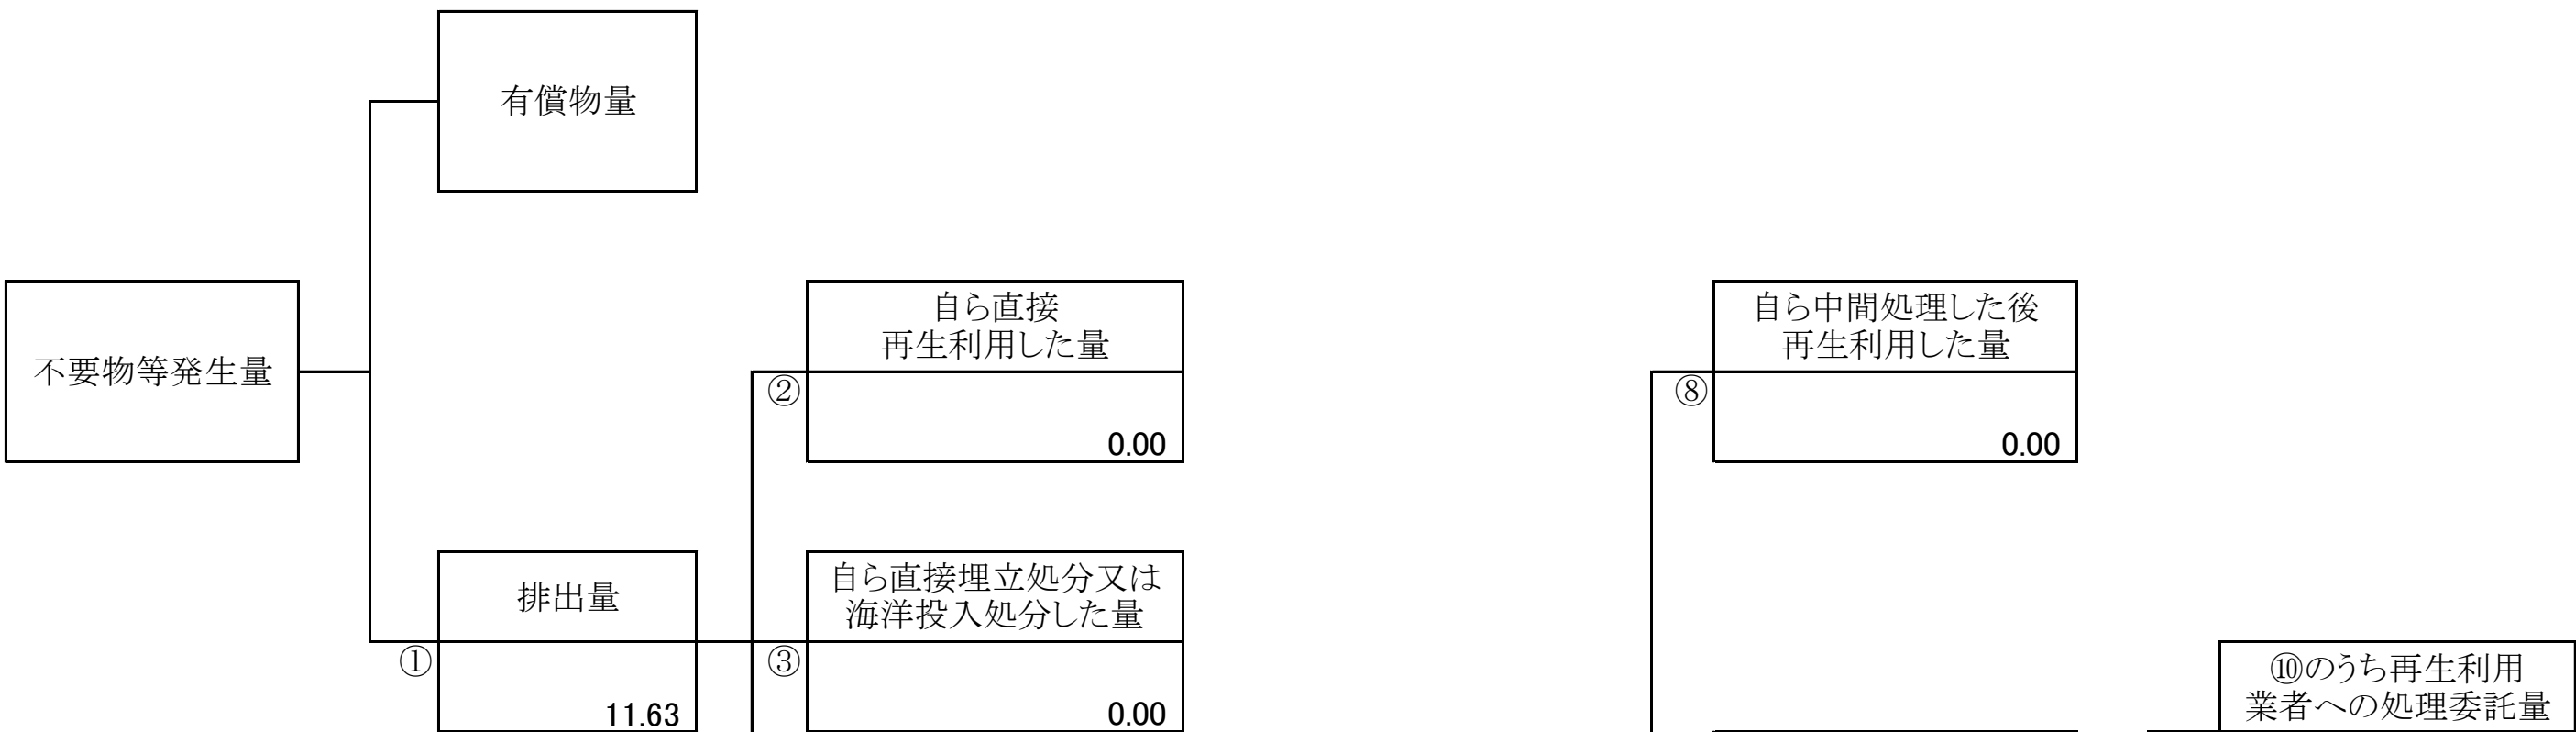 有償物量
不要物等発生量
自ら直接
再生利用した量
②
0.00
自ら中間処理した後
再生利用した量
⑧
0.00
排出量
①
11.63
自ら直接埋立処分又は
海洋投入処分した量
③
0.00
⑩のうち再生利用
業者への処理委託量